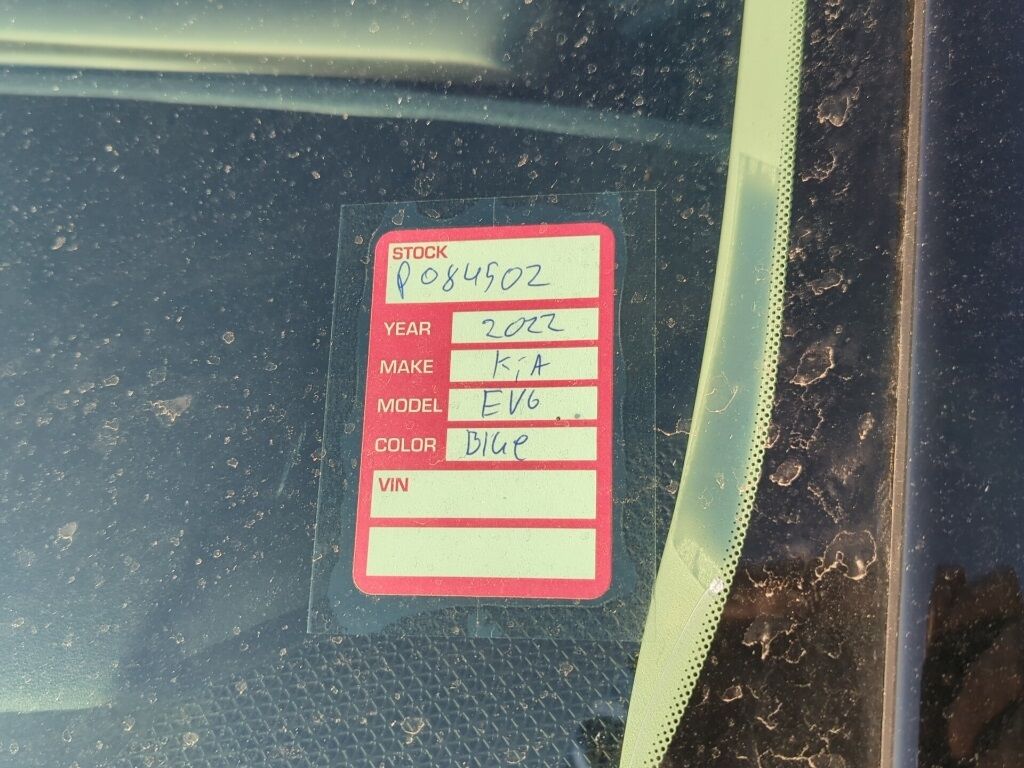 STOCK
P084502
YEAR 2022
MAKE KiA
MODEL EV6
COLOR Blue
VIN